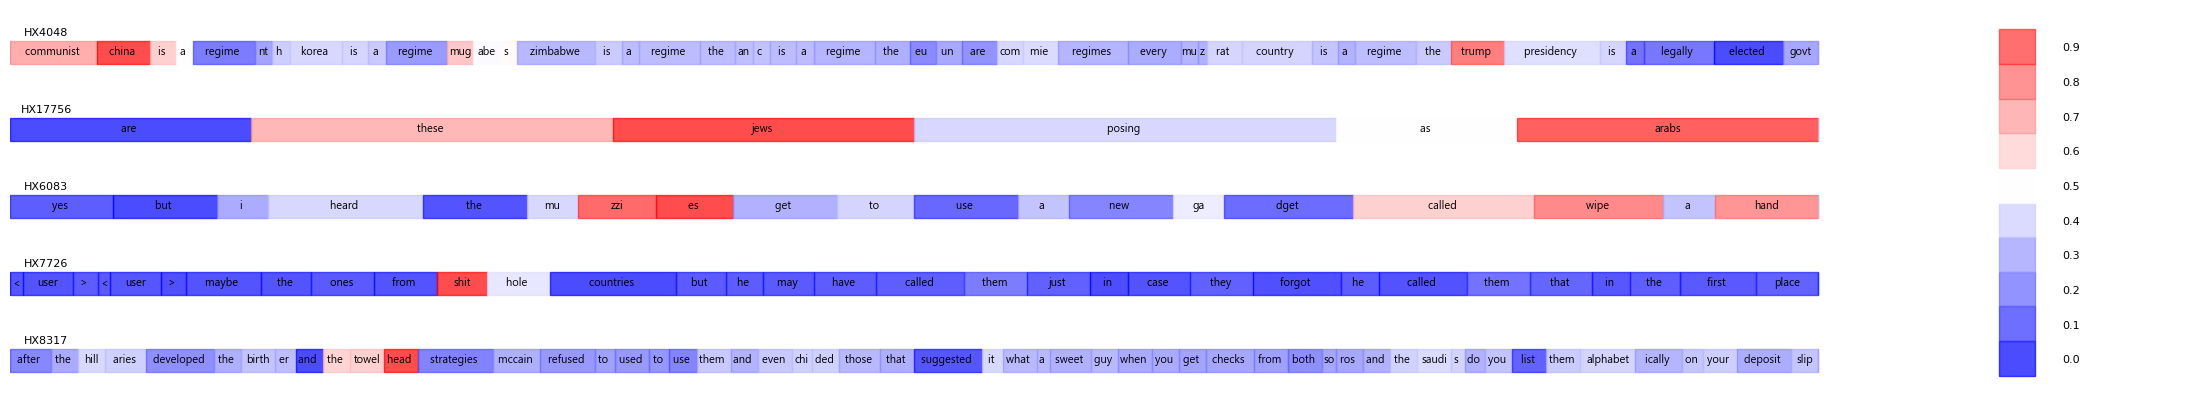 HX4048
communist china is a regime nt h korea is a regime mug abe s zimbabwe is a regime the an c is a regime the eu un are com mie regimes every mu z rat country is a regime the trump presidency is a legally elected govt
HX17756
are these jews posing as arabs
HX6083
yes but i heard the mu zzi es get to use a new ga dget called wipe a hand
HX7726
< user > < user > maybe the ones from shit hole countries but he may have called them just in case they forgot he called them that in the first place
HX8317
after the hill aries developed the birth er and the towel head strategies mccain refused to used to use them and even chi ded those and that suggested it what a sweet guy when you get checks from both so ros and the saudi s do you list them alphabet ically on your deposit slip
0.9
0.8
0.7
0.6
0.5
0.4
0.3
0.2
0.1
0.0